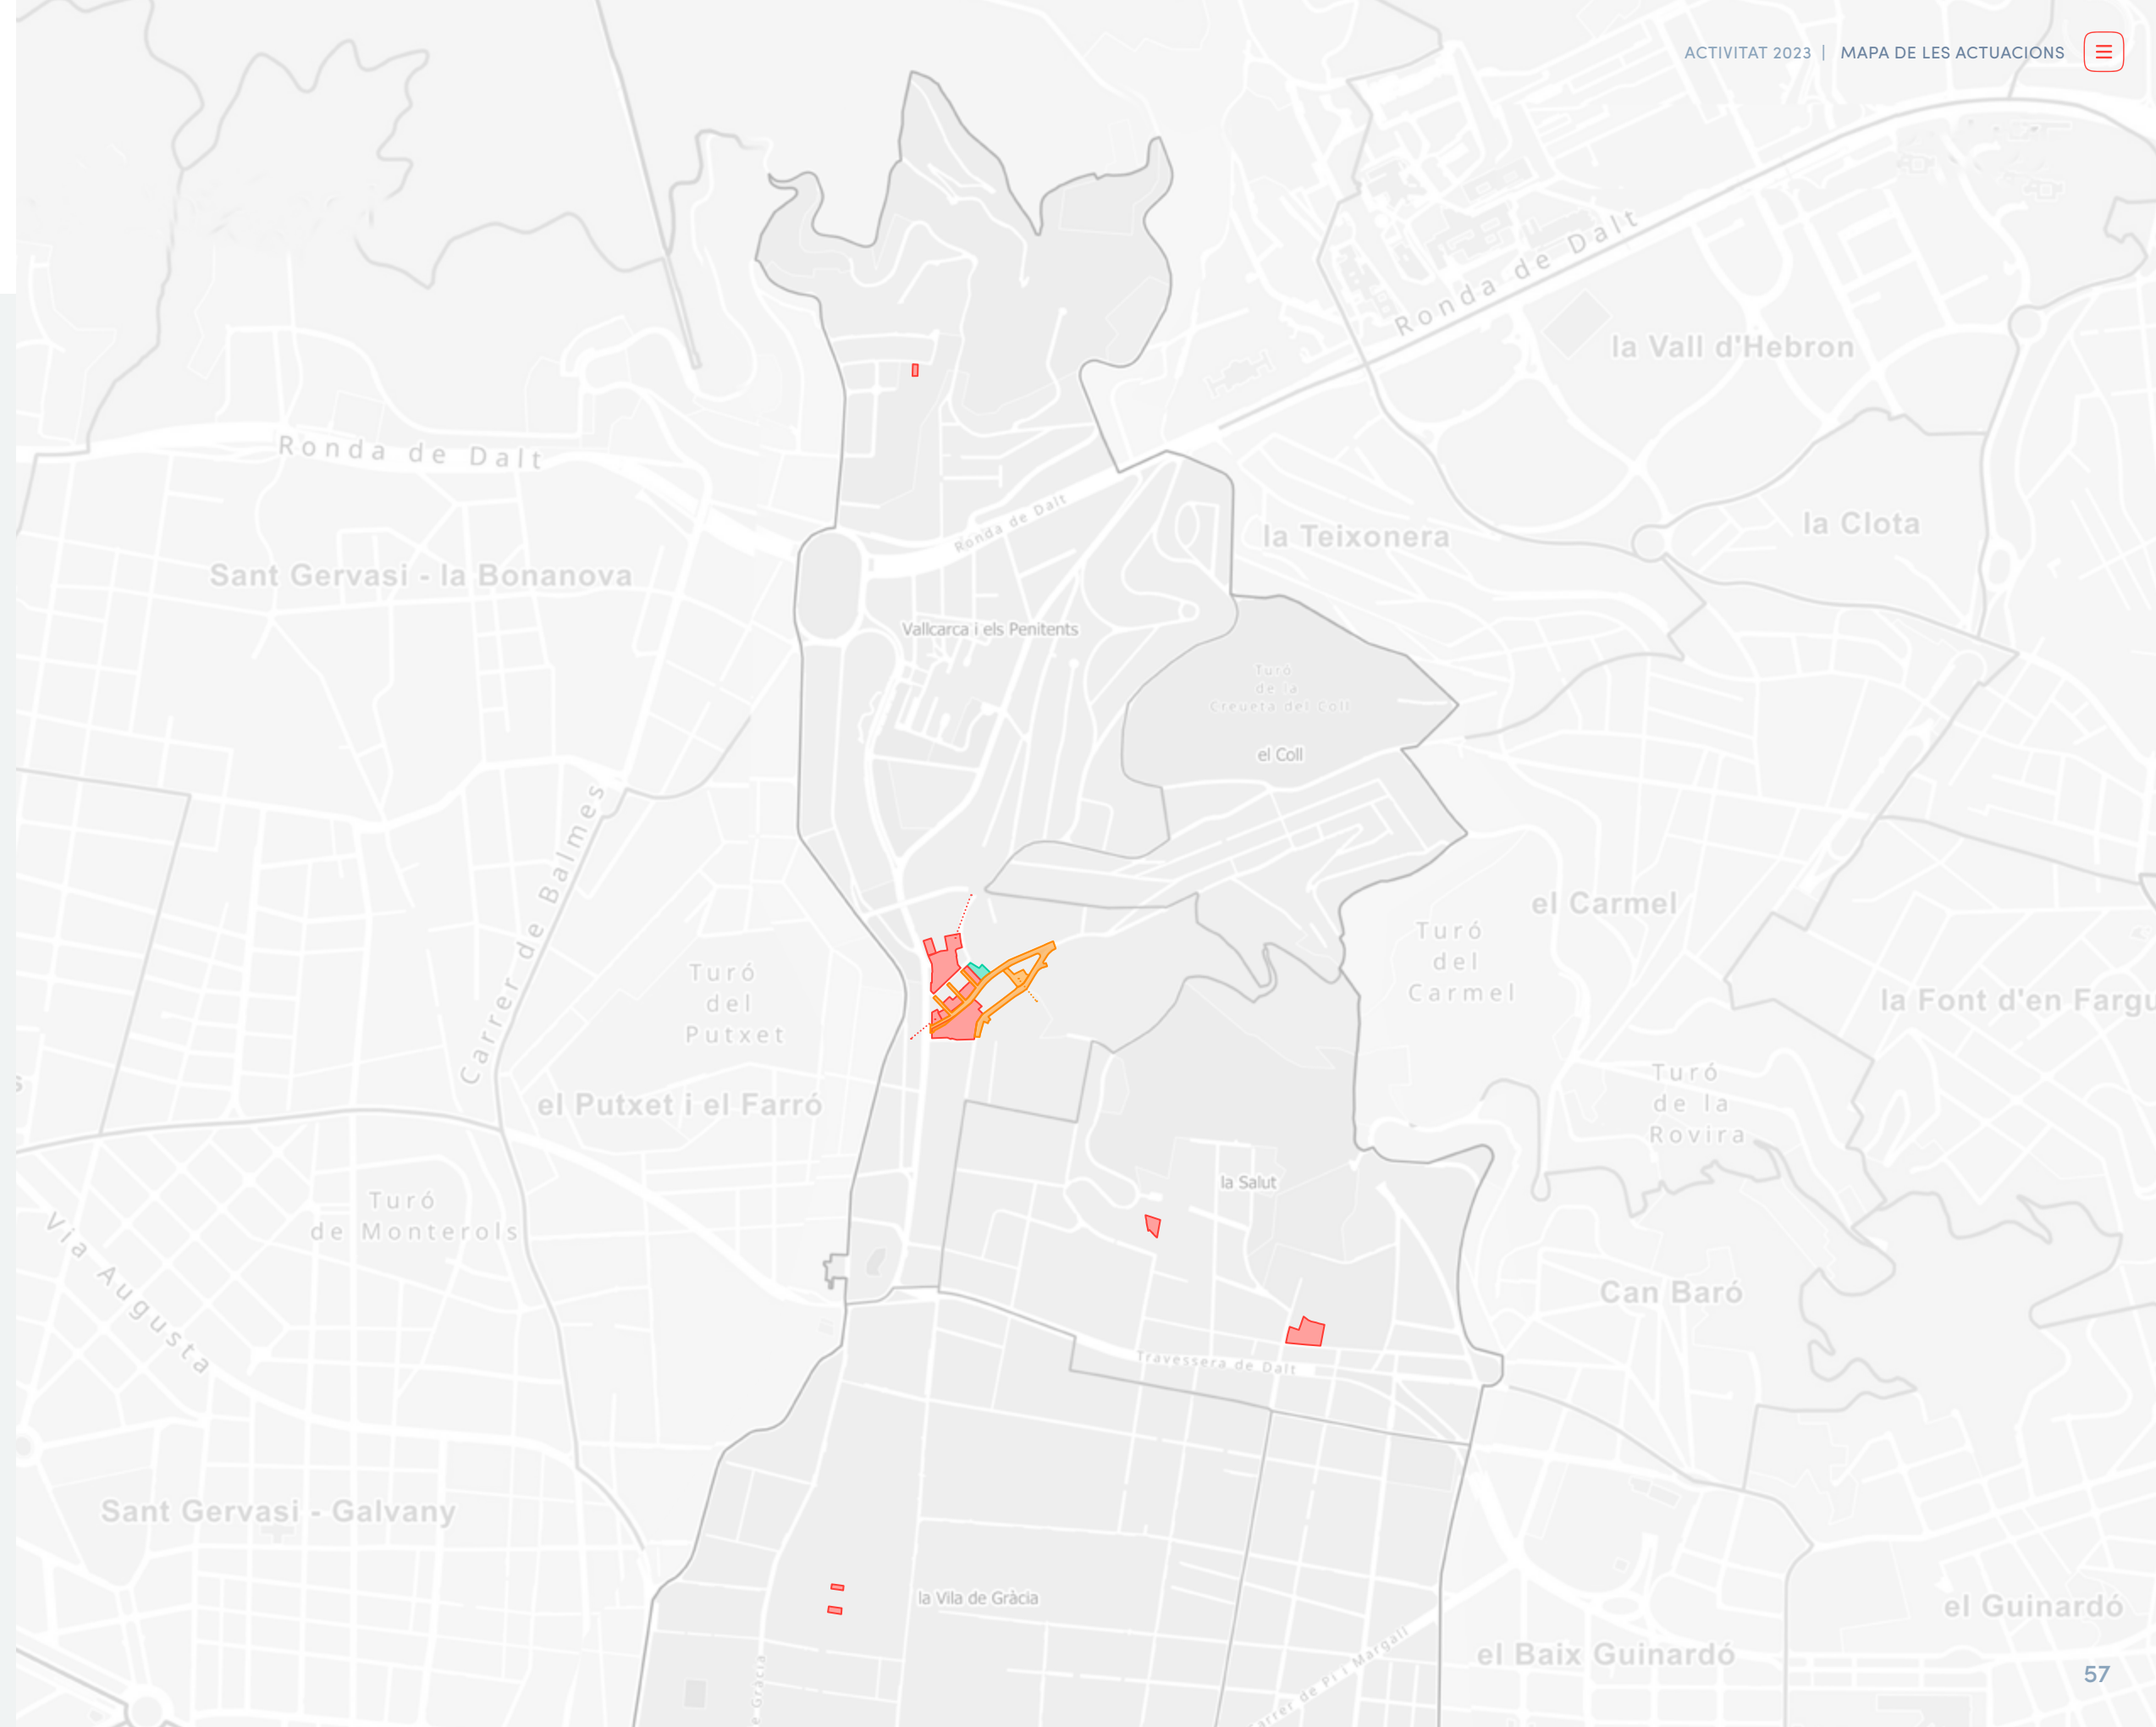 ACTIVITAT 2023 | MAPA DE LES ACTUACIONS
Ronda de Dalt
la Vall d'Hebron
Ronda de Dalt
Ronda de Dalt
la Teixonera
la Clota
Sant Gervasi - la Bonanova
Vallcarca i els Penitents
Turó
de la
Creueta del Coll
el Coll
Carrer de Balmes
el Carmel
Turó
del
Carmel
Turó
del
Putxet
la Font d'en Fargu
el Putxet i el Farró
Turó
de la
Rovira
Turó
de Monterols
la Salut
Via Augusta
Can Baró
Travessera de Dalt
Sant Gervasi - Galvany
la Vila de Gràcia
el Guinardó
el Baix Guinardó
e Gràcia
arrer de Pi i Margall
57